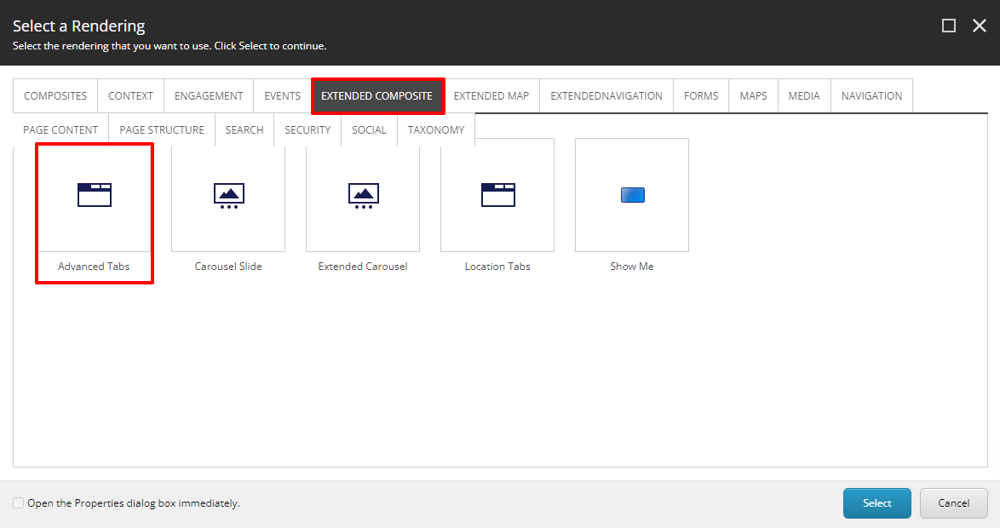 Select a Rendering
Select the rendering that you want to use. Click Select to continue.
COMPOSITES CONTEXT ENGAGEMENT EVENTS EXTENDED COMPOSITE EXTENDED MAP EXTENDEDNAVIGATION FORMS MAPS MEDIA NAVIGATION
PAGE CONTENT PAGE STRUCTURE SEARCH SECURITY SOCIAL TAXONOMY
Advanced Tabs Carousel Slide Extended Carousel Location Tabs Show Me
Open the Properties dialog box immediately. Select Cancel